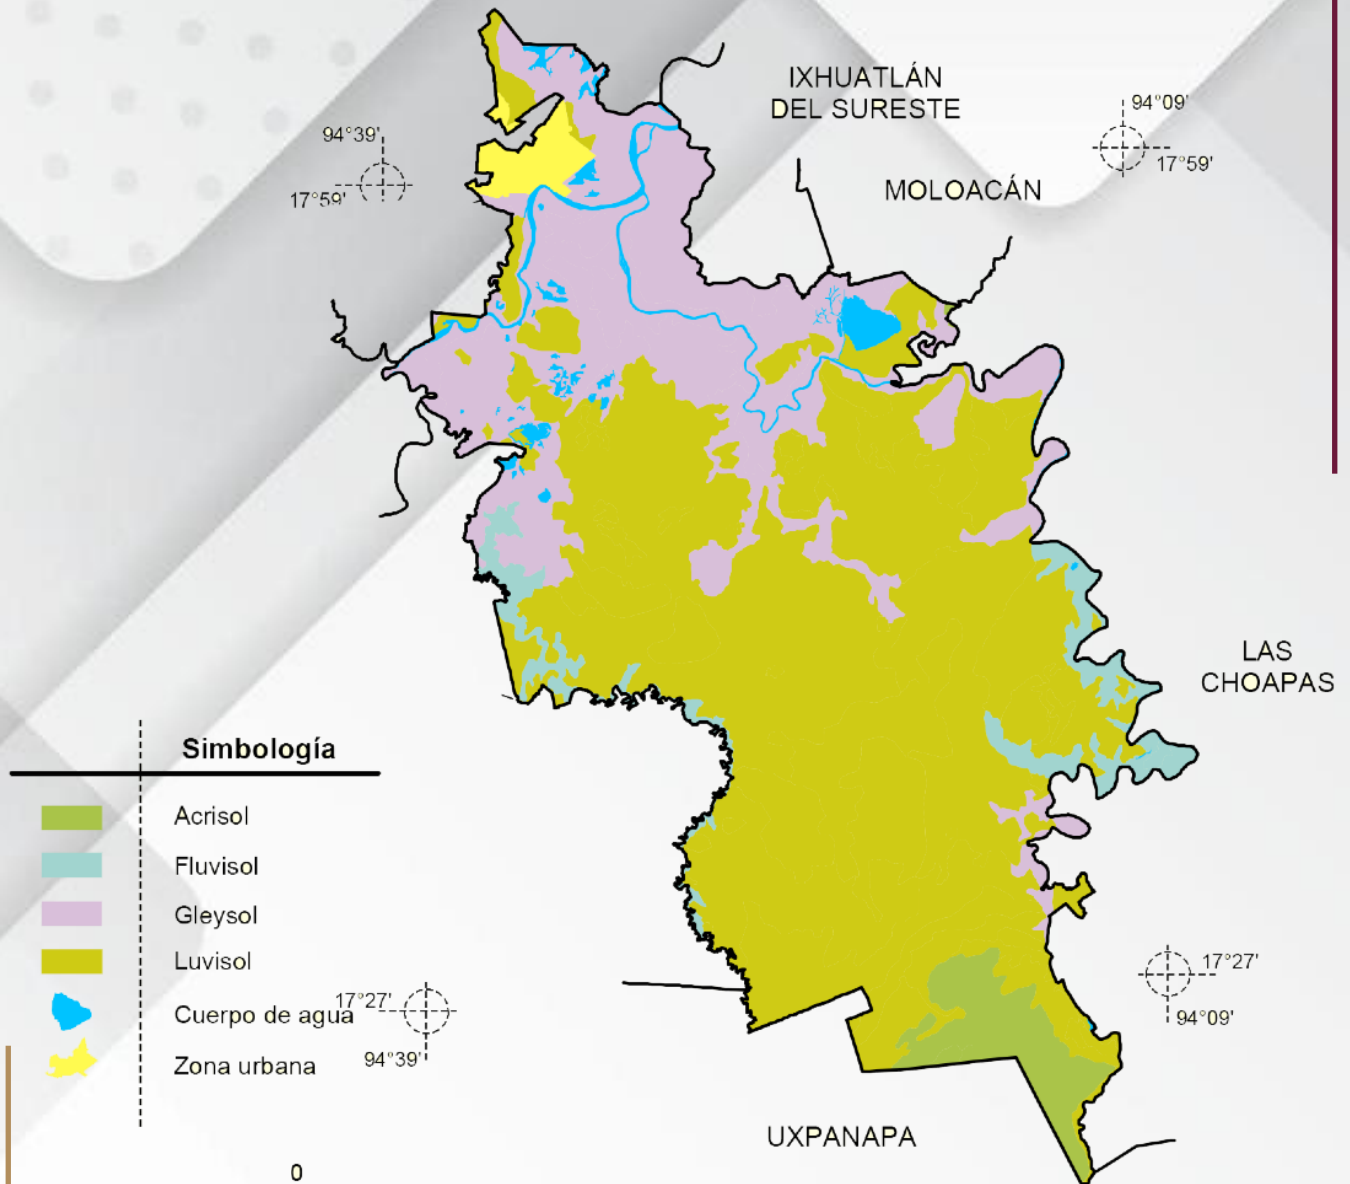 IXHUATLÁN
DEL SURESTE
94°09'
94°39'
17°59'
17°59'
MOLOACÁN
LAS
CHOAPAS
Simbología
Acrisol
Fluvisol
Gleysol
Luvisol
Cuerpo de agua
Zona urbana
17°27'
94°39'
17°27'
94°09'
UXPANAPA
0